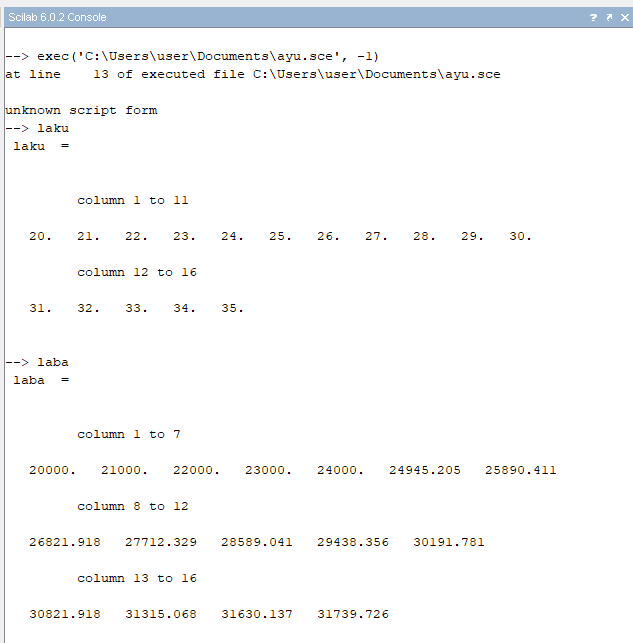 Scilab 6.0.2 Console
--> exec('C:\Users\user\Documents\ayu.sce', -1)
at line    13 of executed file C:\Users\user\Documents\ayu.sce
unknown script form
--> laku
laku  =
column 1 to 11
20.   21.   22.   23.   24.   25.   26.   27.   28.   29.   30.
column 12 to 16
31.   32.   33.   34.   35.
--> laba
laba  =
column 1 to 7
20000.   21000.   22000.   23000.   24000.   24945.205   25890.411
column 8 to 12
26821.918   27712.329   28589.041   29438.356   30191.781
column 13 to 16
30821.918   31315.068   31630.137   31739.726